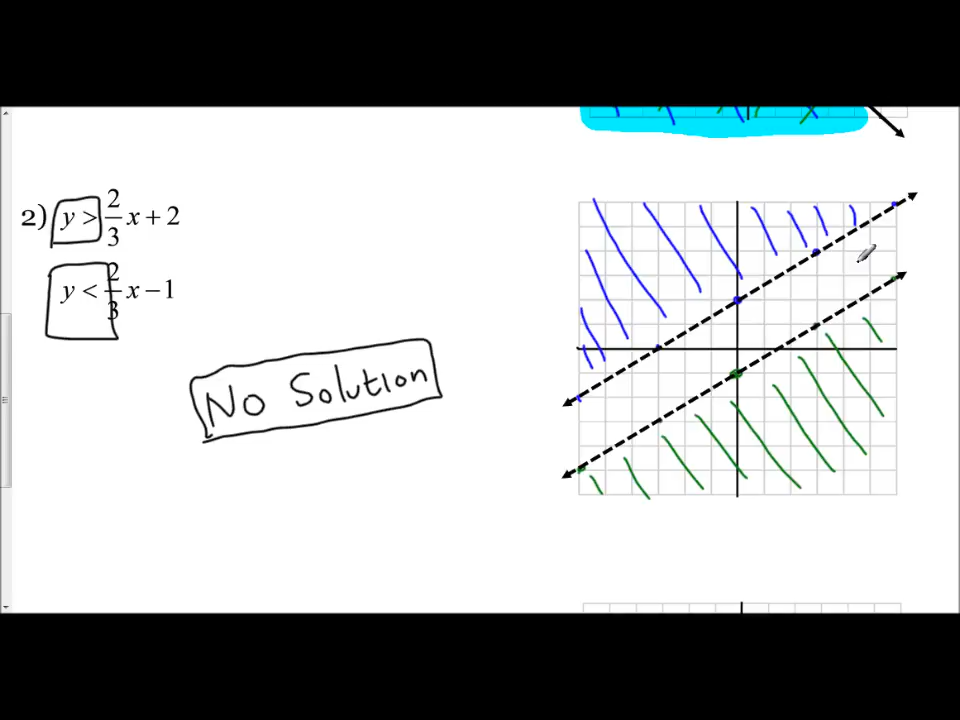 2) y > 2/3 x + 2
y < 2/3 x − 1
No Solution